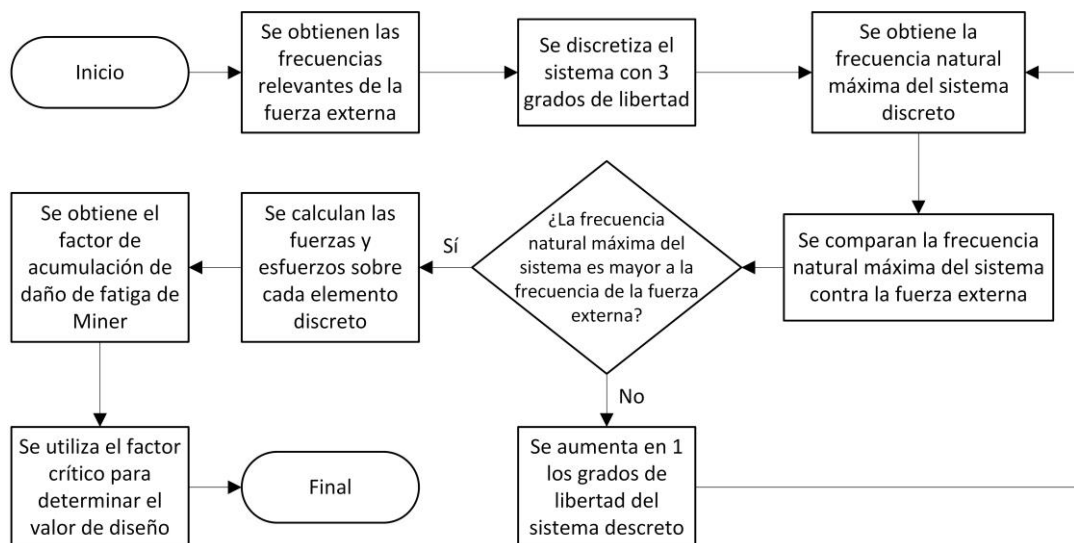 Inicio
Se obtienen las
frecuencias
relevantes de la
fuerza externa
Se discretiza el
sistema con 3
grados de libertad
Se obtiene la
frecuencia natural
máxima del sistema
discreto
Se comparan la frecuencia
natural máxima del sistema
contra la fuerza externa
¿La frecuencia
natural máxima del
sistema es mayor a la
frecuencia de la fuerza
externa?
Sí
Se calculan las
fuerzas y
esfuerzos sobre
cada elemento
discreto
Se obtiene el
factor de
acumulación de
daño de fatiga de
Miner
Se utiliza el factor
crítico para
determinar el
valor de diseño
Final
No
Se aumenta en 1
los grados de
libertad del
sistema descreto